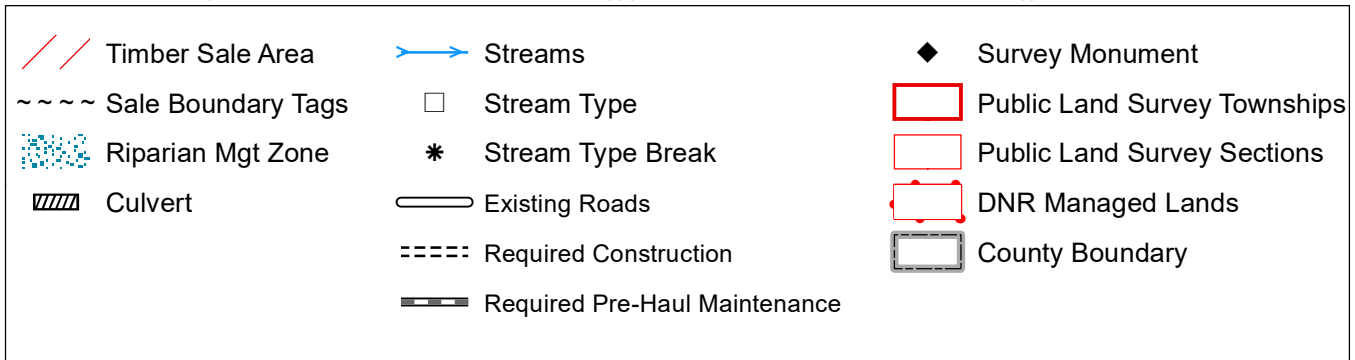 Timber Sale Area
Sale Boundary Tags
Riparian Mgt Zone
Culvert
Streams
Stream Type
Stream Type Break
Existing Roads
Required Construction
Required Pre-Haul Maintenance
Survey Monument
Public Land Survey Townships
Public Land Survey Sections
DNR Managed Lands
County Boundary